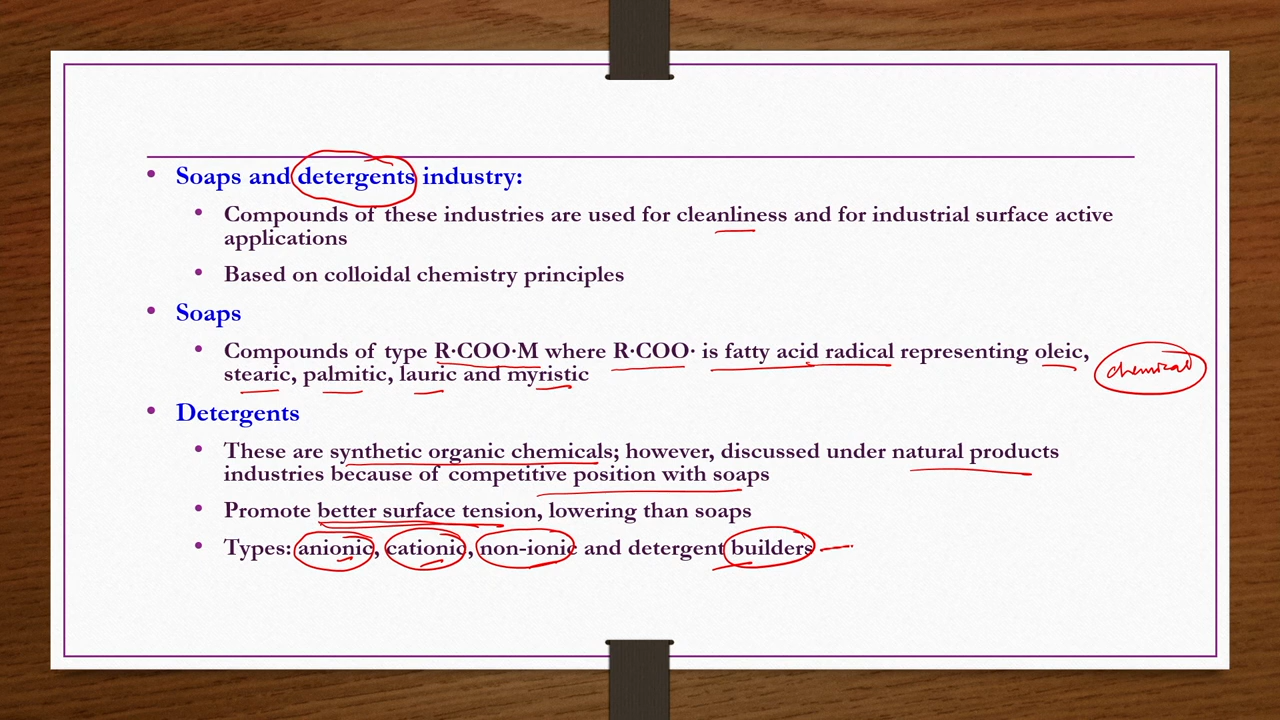 • Soaps and detergents industry:
• Compounds of these industries are used for cleanliness and for industrial surface active
applications
• Based on colloidal chemistry principles
• Soaps
• Compounds of type R·COO·M where R·COO· is fatty acid radical representing oleic,
stearic, palmitic, lauric and myristic
chemical
• Detergents
• These are synthetic organic chemicals; however, discussed under natural products
industries because of competitive position with soaps
• Promote better surface tension, lowering than soaps
• Types: anionic, cationic, non-ionic and detergent builders